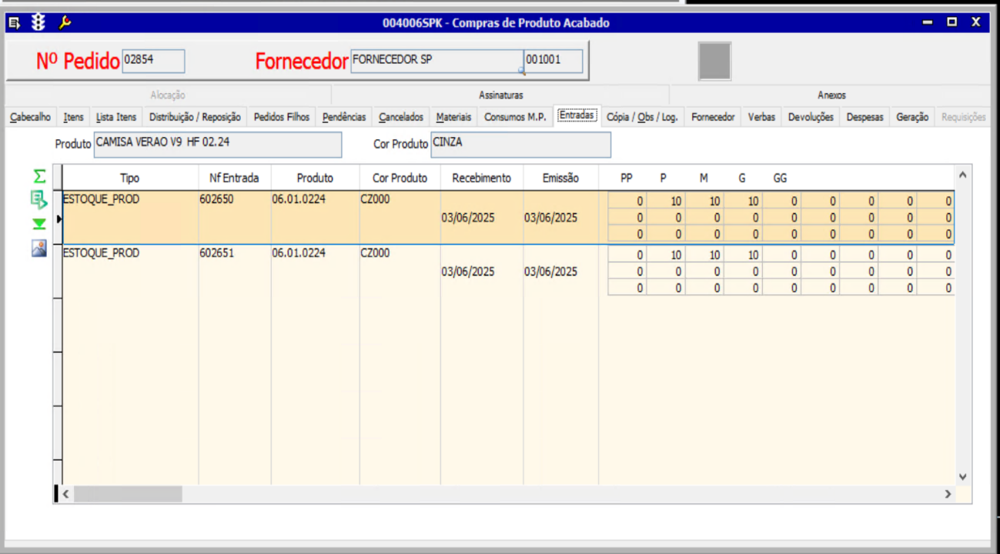 004006SPK - Compras de Produto Acabado
Nº Pedido 02854 Fornecedor FORNECEDOR SP 001001
Alocação Assinaturas Anexos
Cabecalho Itens Lista Itens Distribuição / Reposição Pedidos Filhos Pendências Cancelados Materiais Consumos M.P. Entradas Cópia / Obs / Log. Fornecedor Verbas Devoluções Despesas Geração Requisições
Produto CAMISA VERAO V9 HF 02.24 Cor Produto CINZA
Tipo Nf Entrada Produto Cor Produto Recebimento Emissão PP P M G GG
ESTOQUE_PROD 602650 06.01.0224 CZ000 0 10 10 10 0 0 0 0 0
03/06/2025 03/06/2025 0 0 0 0 0 0 0 0 0
0 0 0 0 0 0 0 0 0
ESTOQUE_PROD 602651 06.01.0224 CZ000 0 10 10 10 0 0 0 0 0
03/06/2025 03/06/2025 0 0 0 0 0 0 0 0 0
0 0 0 0 0 0 0 0 0